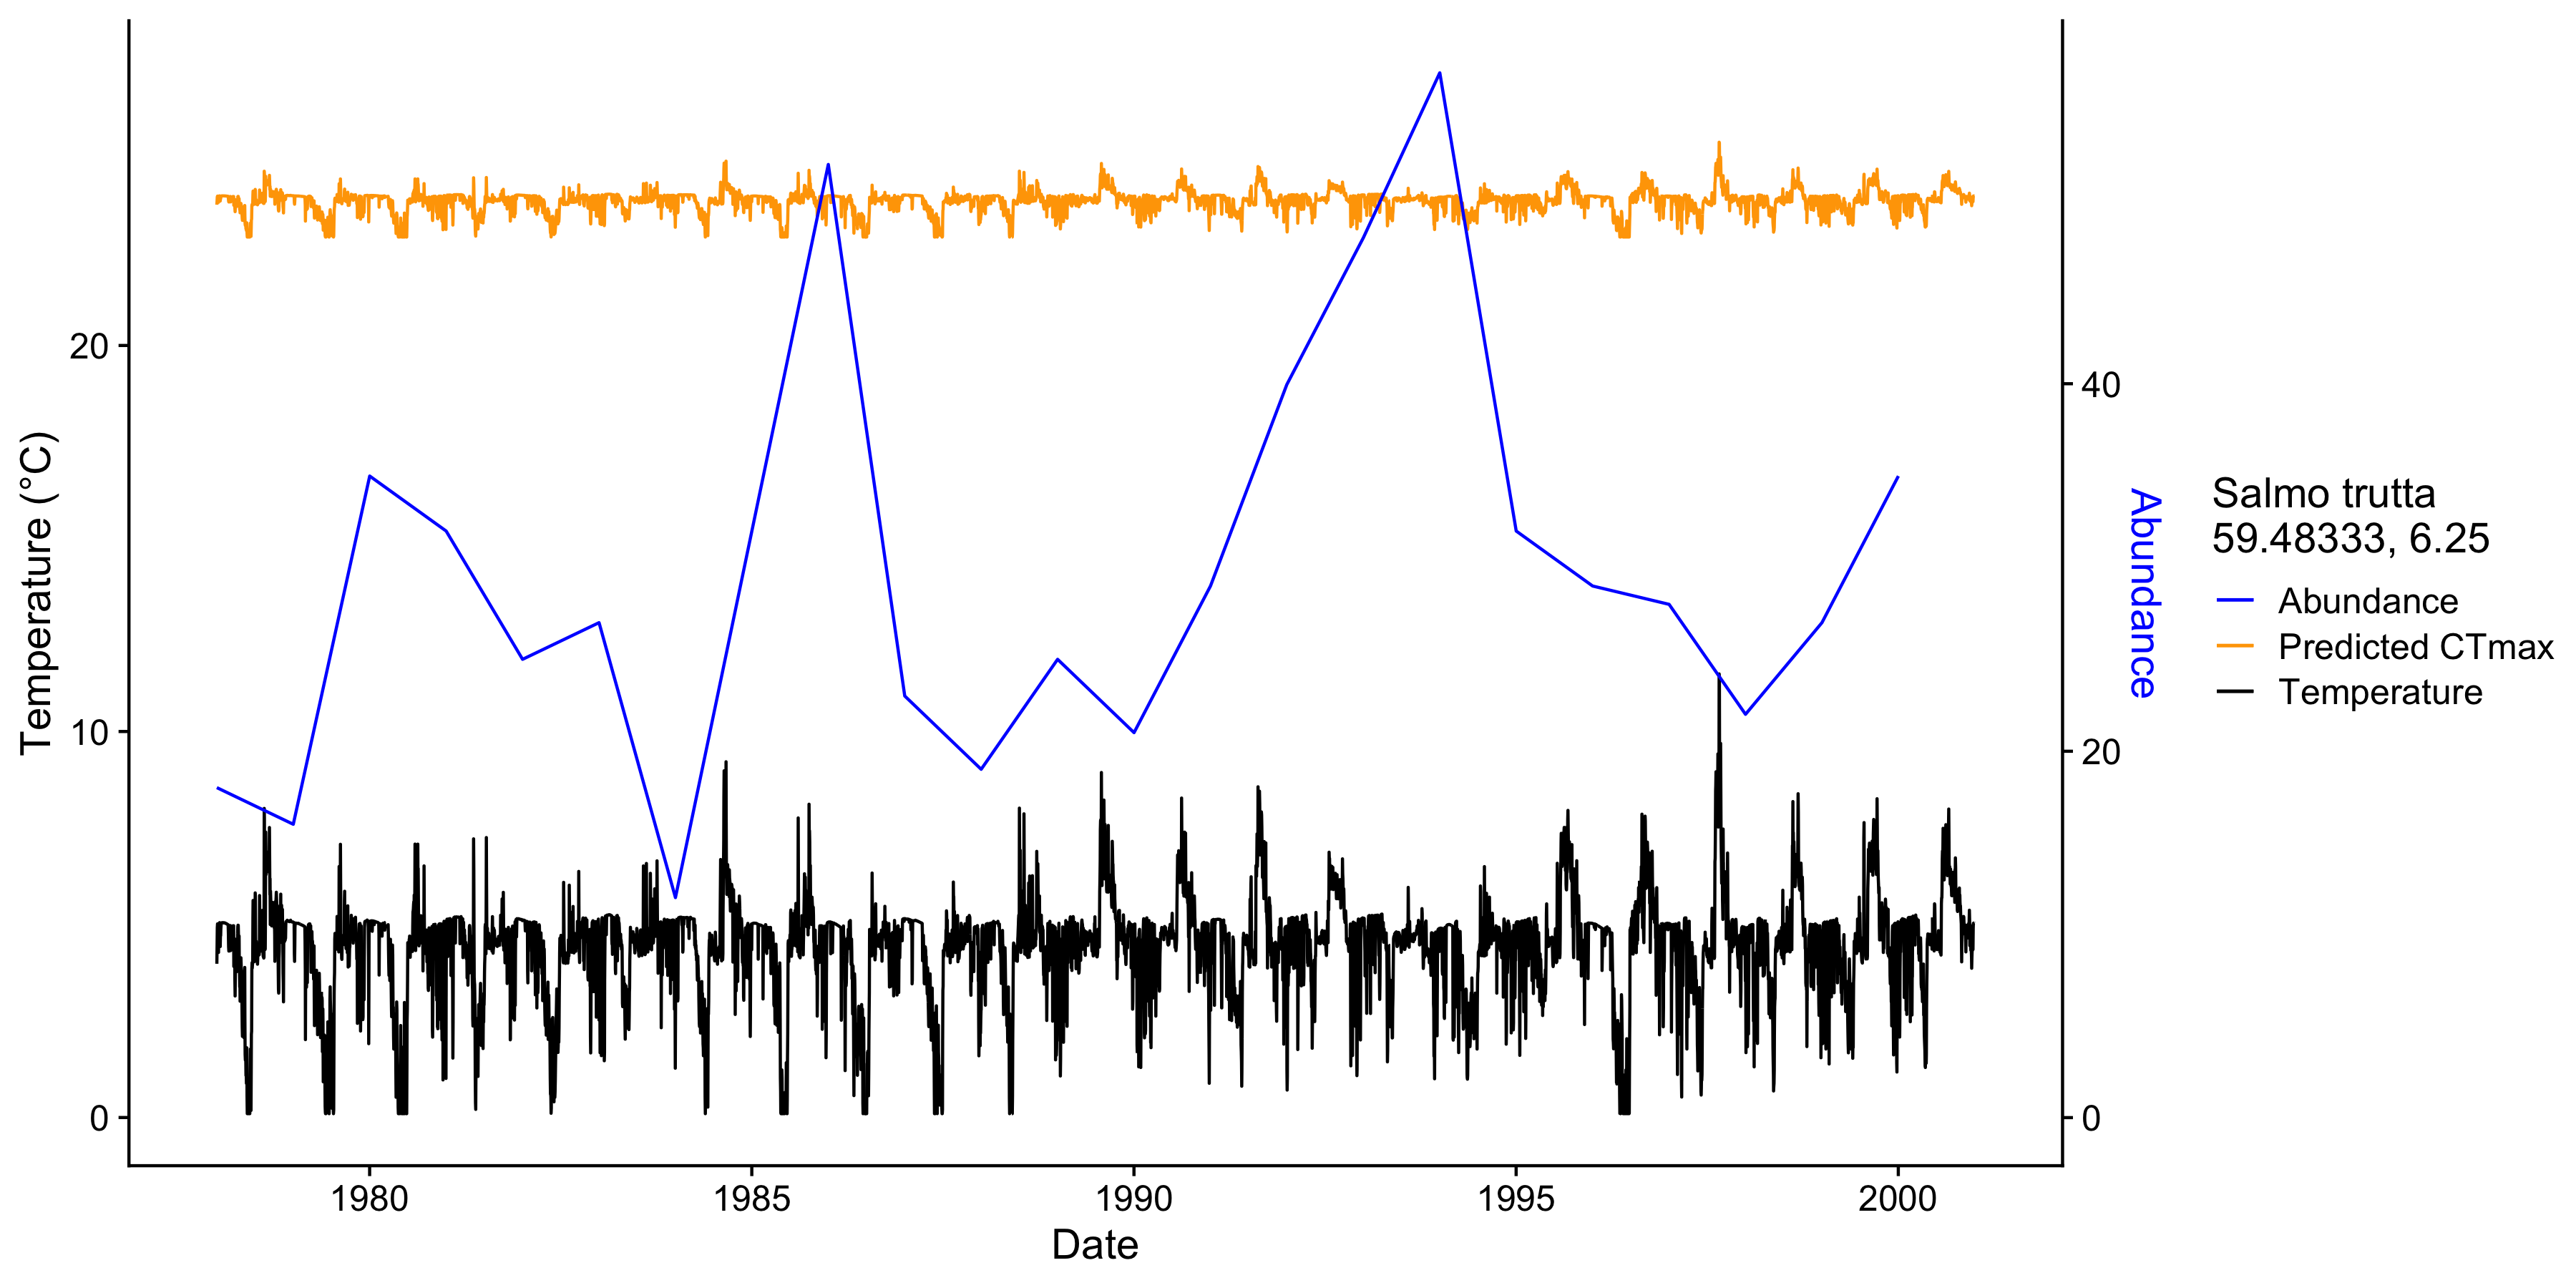 Temperature (°C)
20
10
0
1980
1985
1990
1995
2000
Date
40
20
0
Abundance
Salmo trutta
59.48333, 6.25
Abundance
Predicted CTmax
Temperature